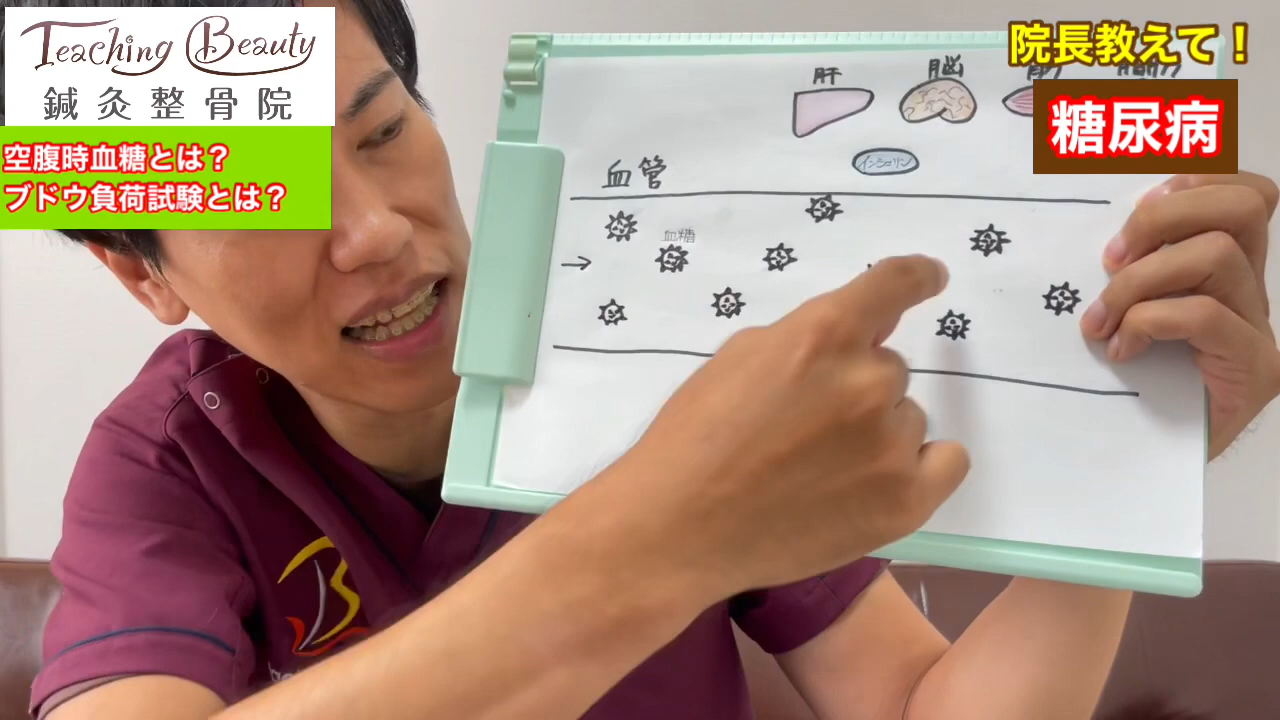 Teaching Beauty
鍼灸整骨院
空腹時血糖とは？
ブドウ負荷試験とは？
院長教えて！
糖尿病
肝
脳
インシュリン
血管
血糖
→